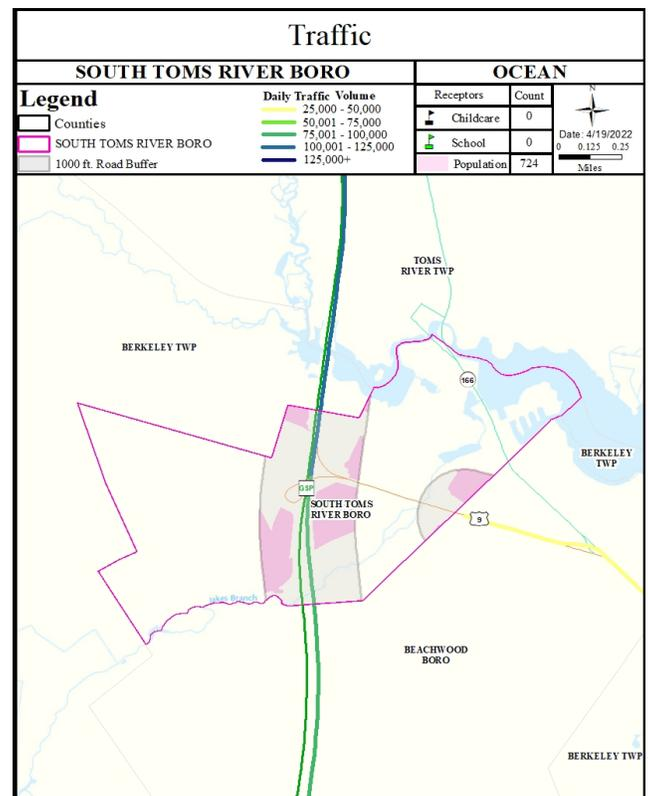 Traffic
SOUTH TOMS RIVER BORO
OCEAN
Legend
Counties
SOUTH TOMS RIVER BORO
1000 ft. Road Buffer
Daily Traffic Volume
25,000 - 50,000
50,001 - 75,000
75,001 - 100,000
100,001 - 125,000
125,000+
Receptors Count
Childcare 0
School 0
Population 724
N
Date: 4/19/2022
0 0.125 0.25
Miles
TOMS
RIVER TWP
BERKELEY TWP
166
BERKELEY
TWP
GSP
SOUTH TOMS
RIVER BORO
9
Jakes Branch
BEACHWOOD
BORO
BERKELEY TWP